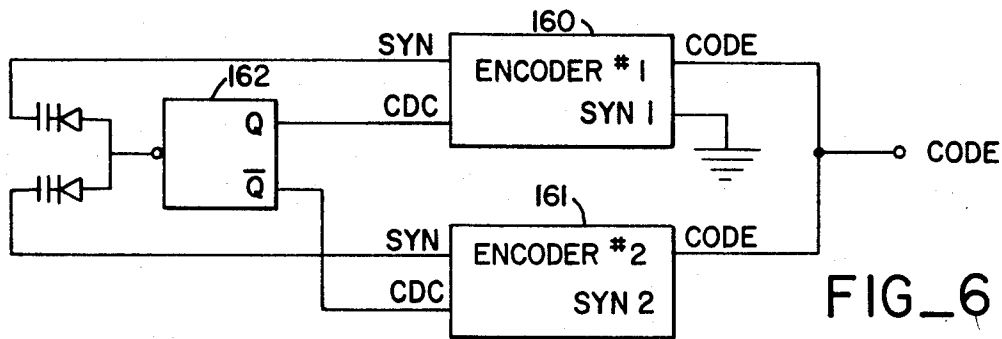 160
SYN
CODE
ENCODER #1
162
Q
CDC
SYN 1
CODE
Q̅
161
SYN
CODE
ENCODER #2
CDC
SYN 2
FIG_6